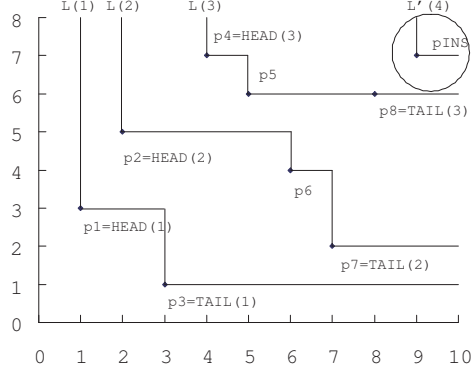 L(1) L(2) L(3) L'(4)
8
p4=HEAD(3)
pINS
7
p5
6
p8=TAIL(3)
5
p2=HEAD(2)
4
p6
3
p1=HEAD(1)
2
p7=TAIL(2)
1
p3=TAIL(1)
0
0 1 2 3 4 5 6 7 8 9 10